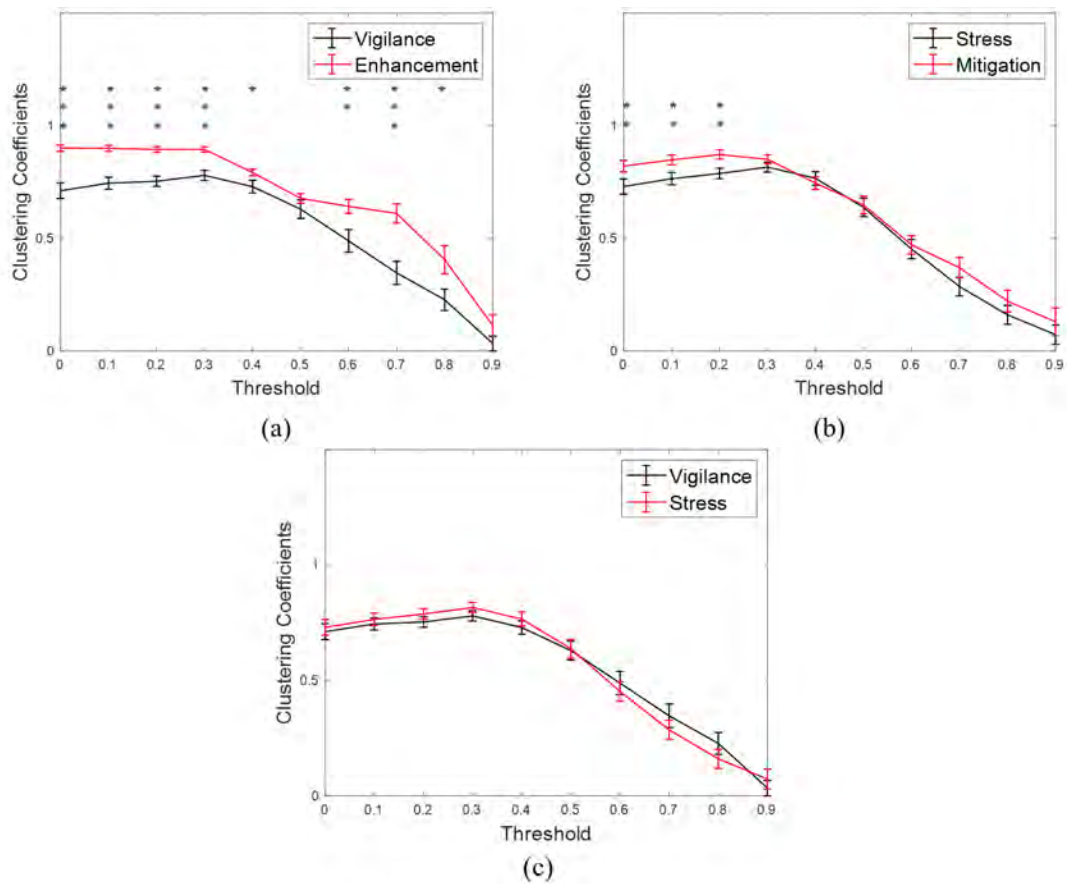 Vigilance
Enhancement
* * * * * * * *
* * * * * *
* * * * *
1
0.5
0
Clustering Coefficients
0 0.1 0.2 0.3 0.4 0.5 0.6 0.7 0.8 0.9
Threshold
(a)
Stress
Mitigation
* * *
* * *
1
0.5
0
Clustering Coefficients
0 0.1 0.2 0.3 0.4 0.5 0.6 0.7 0.8 0.9
Threshold
(b)
Vigilance
Stress
1
0.5
0
Clustering Coefficients
0 0.1 0.2 0.3 0.4 0.5 0.6 0.7 0.8 0.9
Threshold
(c)